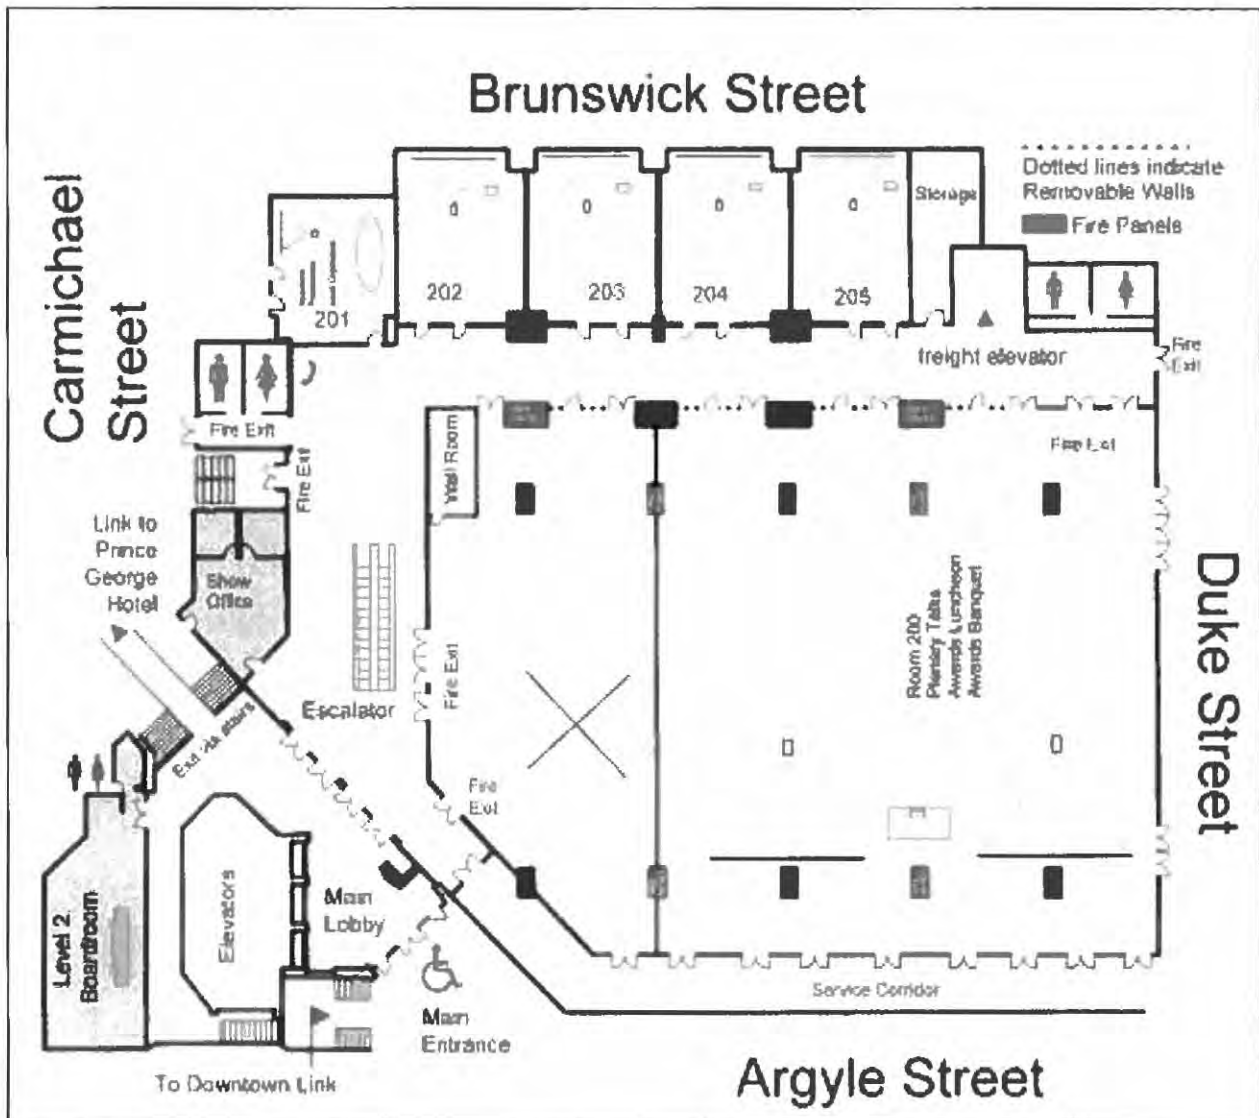 Brunswick Street
Carmichael
Street
Dotted lines indicate
Removable Walls
Fire Panels
Storage
201
202
203
204
205
freight elevator
Fire
Exit
Fire Exit
Fire Exit
Fire Exit
Link to
Prince
George
Hotel
Show
Office
Escalator
Fire Exit
Room 200
Plenary Talks
Awards Luncheon
Awards Banquet
Duke Street
Exit via stairs
Fire
Exit
Level 2
Boardroom
Elevators
Main
Lobby
Main
Entrance
Service Corridor
To Downtown Link
Argyle Street